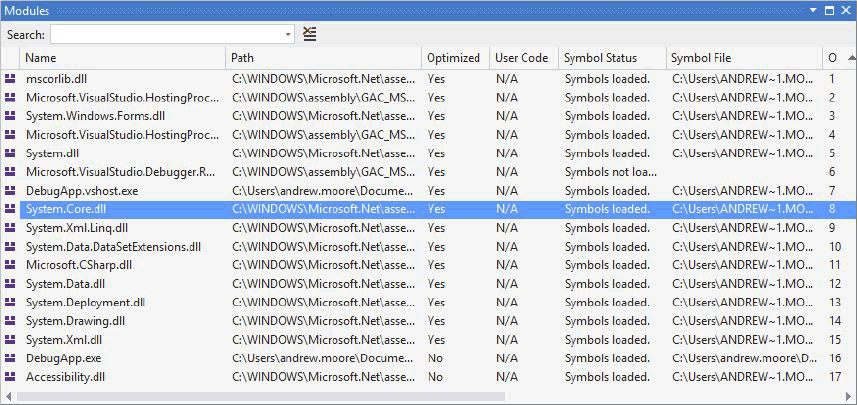 Modules
Search:
Name Path Optimized User Code Symbol Status Symbol File O
mscorlib.dll C:\WINDOWS\Microsoft.Net\asse... Yes N/A Symbols loaded. C:\Users\ANDREW~1.MO... 1
Microsoft.VisualStudio.HostingProc... C:\WINDOWS\assembly\GAC_MS... Yes N/A Symbols loaded. C:\Users\ANDREW~1.MO... 2
System.Windows.Forms.dll C:\WINDOWS\Microsoft.Net\asse... Yes N/A Symbols loaded. C:\Users\ANDREW~1.MO... 3
Microsoft.VisualStudio.HostingProc... C:\WINDOWS\assembly\GAC_MS... Yes N/A Symbols loaded. C:\Users\ANDREW~1.MO... 4
System.dll C:\WINDOWS\Microsoft.Net\asse... Yes N/A Symbols loaded. C:\Users\ANDREW~1.MO... 5
Microsoft.VisualStudio.Debugger.R... C:\WINDOWS\assembly\GAC_MS... Yes N/A Symbols not loa... 6
DebugApp.vshost.exe C:\Users\andrew.moore\Docume... Yes N/A Symbols loaded. C:\Users\ANDREW~1.MO... 7
System.Core.dll C:\WINDOWS\Microsoft.Net\asse... Yes N/A Symbols loaded. C:\Users\ANDREW~1.MO... 8
System.Xml.Linq.dll C:\WINDOWS\Microsoft.Net\asse... Yes N/A Symbols loaded. C:\Users\ANDREW~1.MO... 9
System.Data.DataSetExtensions.dll C:\WINDOWS\Microsoft.Net\asse... Yes N/A Symbols loaded. C:\Users\ANDREW~1.MO... 10
Microsoft.CSharp.dll C:\WINDOWS\Microsoft.Net\asse... Yes N/A Symbols loaded. C:\Users\ANDREW~1.MO... 11
System.Data.dll C:\WINDOWS\Microsoft.Net\asse... Yes N/A Symbols loaded. C:\Users\ANDREW~1.MO... 12
System.Deployment.dll C:\WINDOWS\Microsoft.Net\asse... Yes N/A Symbols loaded. C:\Users\ANDREW~1.MO... 13
System.Drawing.dll C:\WINDOWS\Microsoft.Net\asse... Yes N/A Symbols loaded. C:\Users\ANDREW~1.MO... 14
System.Xml.dll C:\WINDOWS\Microsoft.Net\asse... Yes N/A Symbols loaded. C:\Users\ANDREW~1.MO... 15
DebugApp.exe C:\Users\andrew.moore\Docume... No N/A Symbols loaded. C:\Users\andrew.moore\D... 16
Accessibility.dll C:\WINDOWS\Microsoft.Net\asse... No N/A Symbols loaded. C:\Users\ANDREW~1.MO... 17